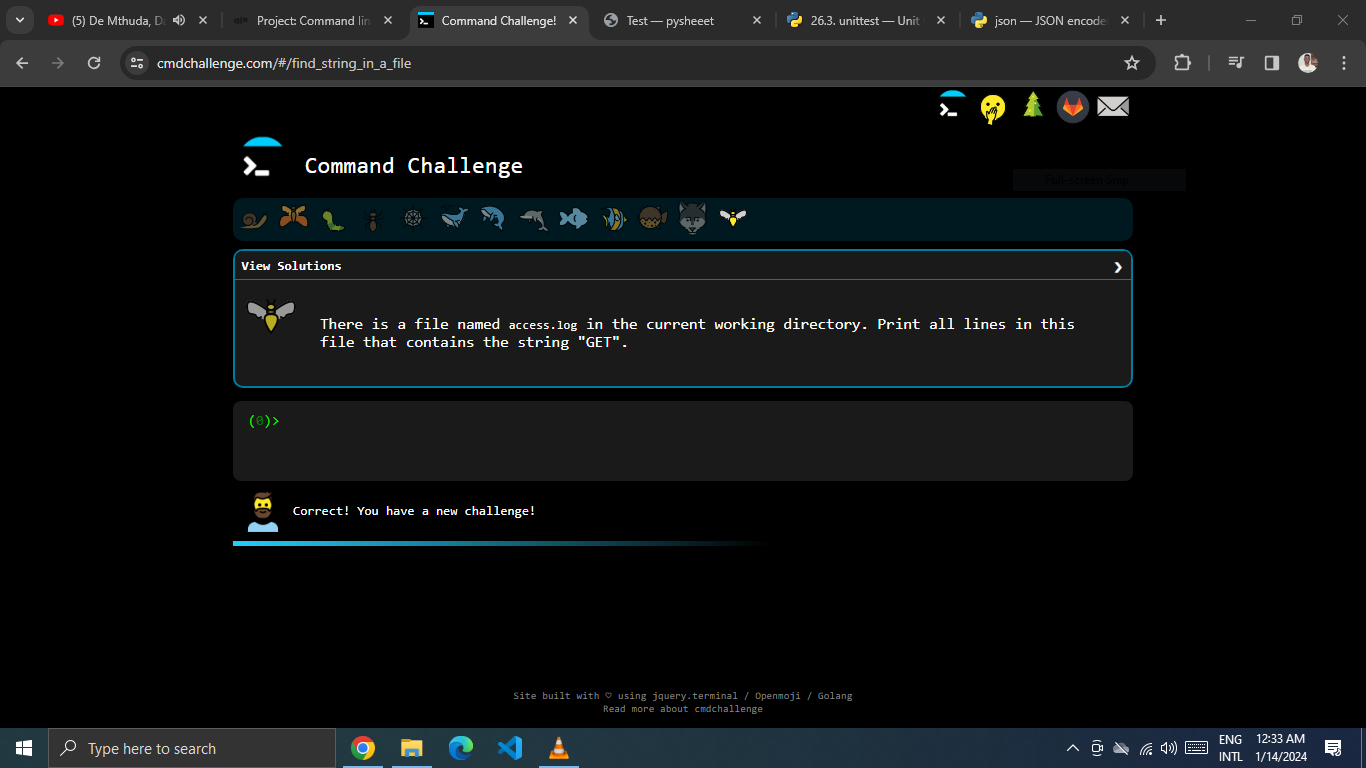 (5) De Mthuda, Da
Project: Command lin
Command Challenge!
Test — pysheeet
26.3. unittest — Unit
json — JSON encode
cmdchallenge.com/#/find_string_in_a_file
Command Challenge
Full-screen Snip
View Solutions
There is a file named access.log in the current working directory. Print all lines in this
file that contains the string "GET".
(0)>
Correct! You have a new challenge!
Site built with ♡ using jquery.terminal / Openmoji / Golang
Read more about cmdchallenge
Type here to search
ENG
INTL
12:33 AM
1/14/2024